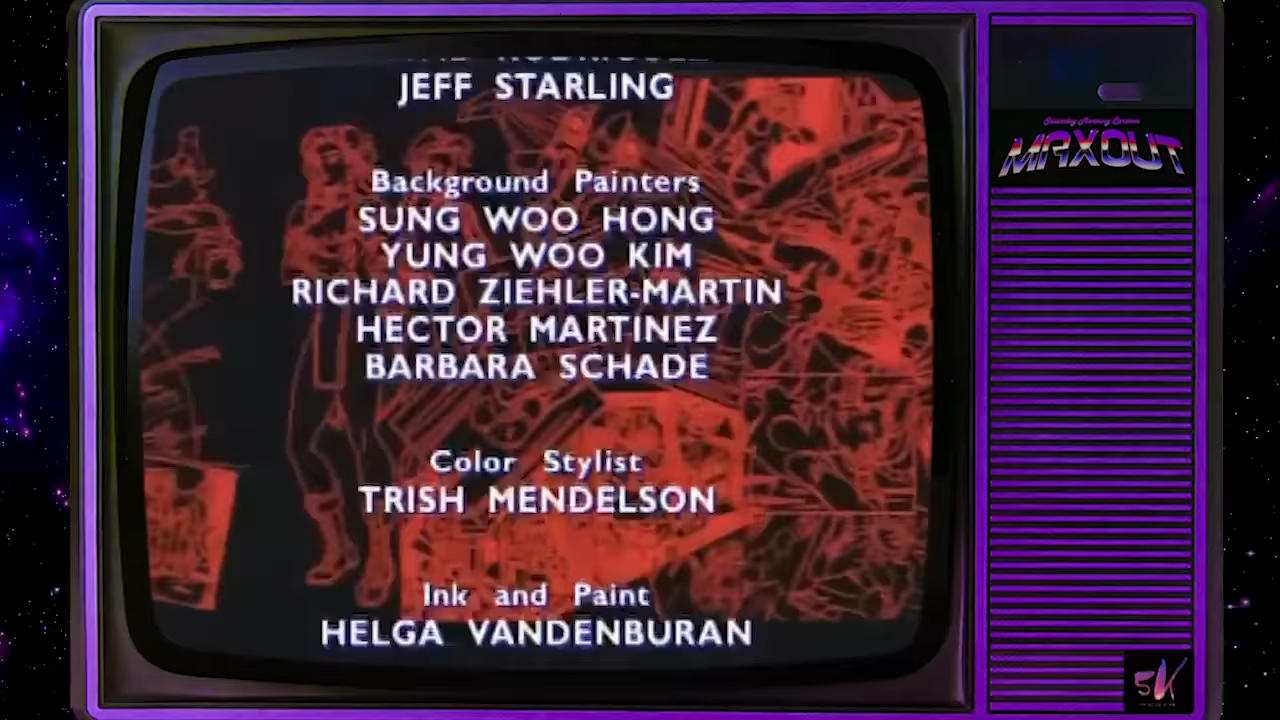 JEFF STARLING
Background Painters
SUNG WOO HONG
YUNG WOO KIM
RICHARD ZIEHLER-MARTIN
HECTOR MARTINEZ
BARBARA SCHADE
Color Stylist
TRISH MENDELSON
Ink and Paint
HELGA VANDENBURAN
MAXOUT
5K